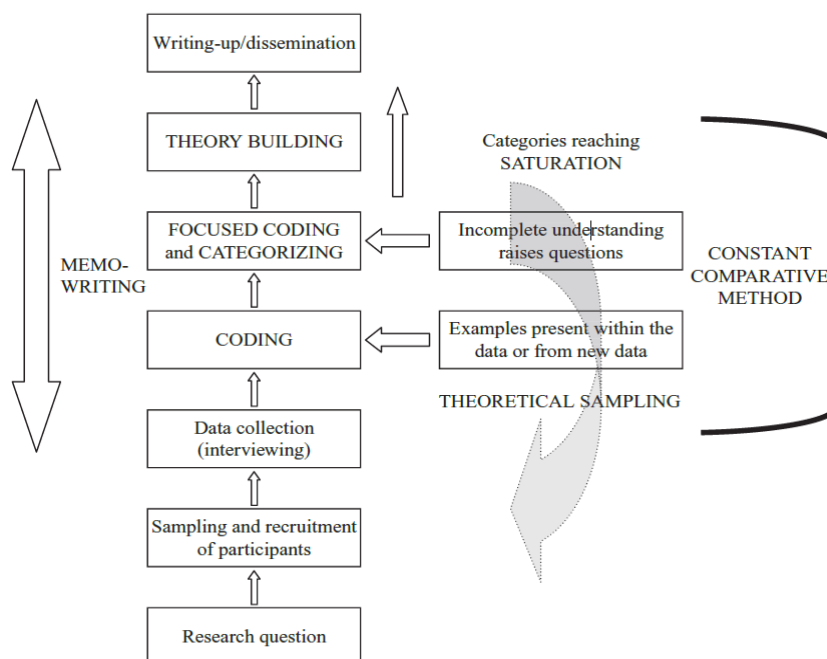 Writing-up/dissemination
THEORY BUILDING
Categories reaching
SATURATION
FOCUSED CODING
and CATEGORIZING
Incomplete understanding
raises questions
MEMO-
WRITING
CONSTANT
COMPARATIVE
METHOD
CODING
Examples present within the
data or from new data
THEORETICAL SAMPLING
Data collection
(interviewing)
Sampling and recruitment
of participants
Research question